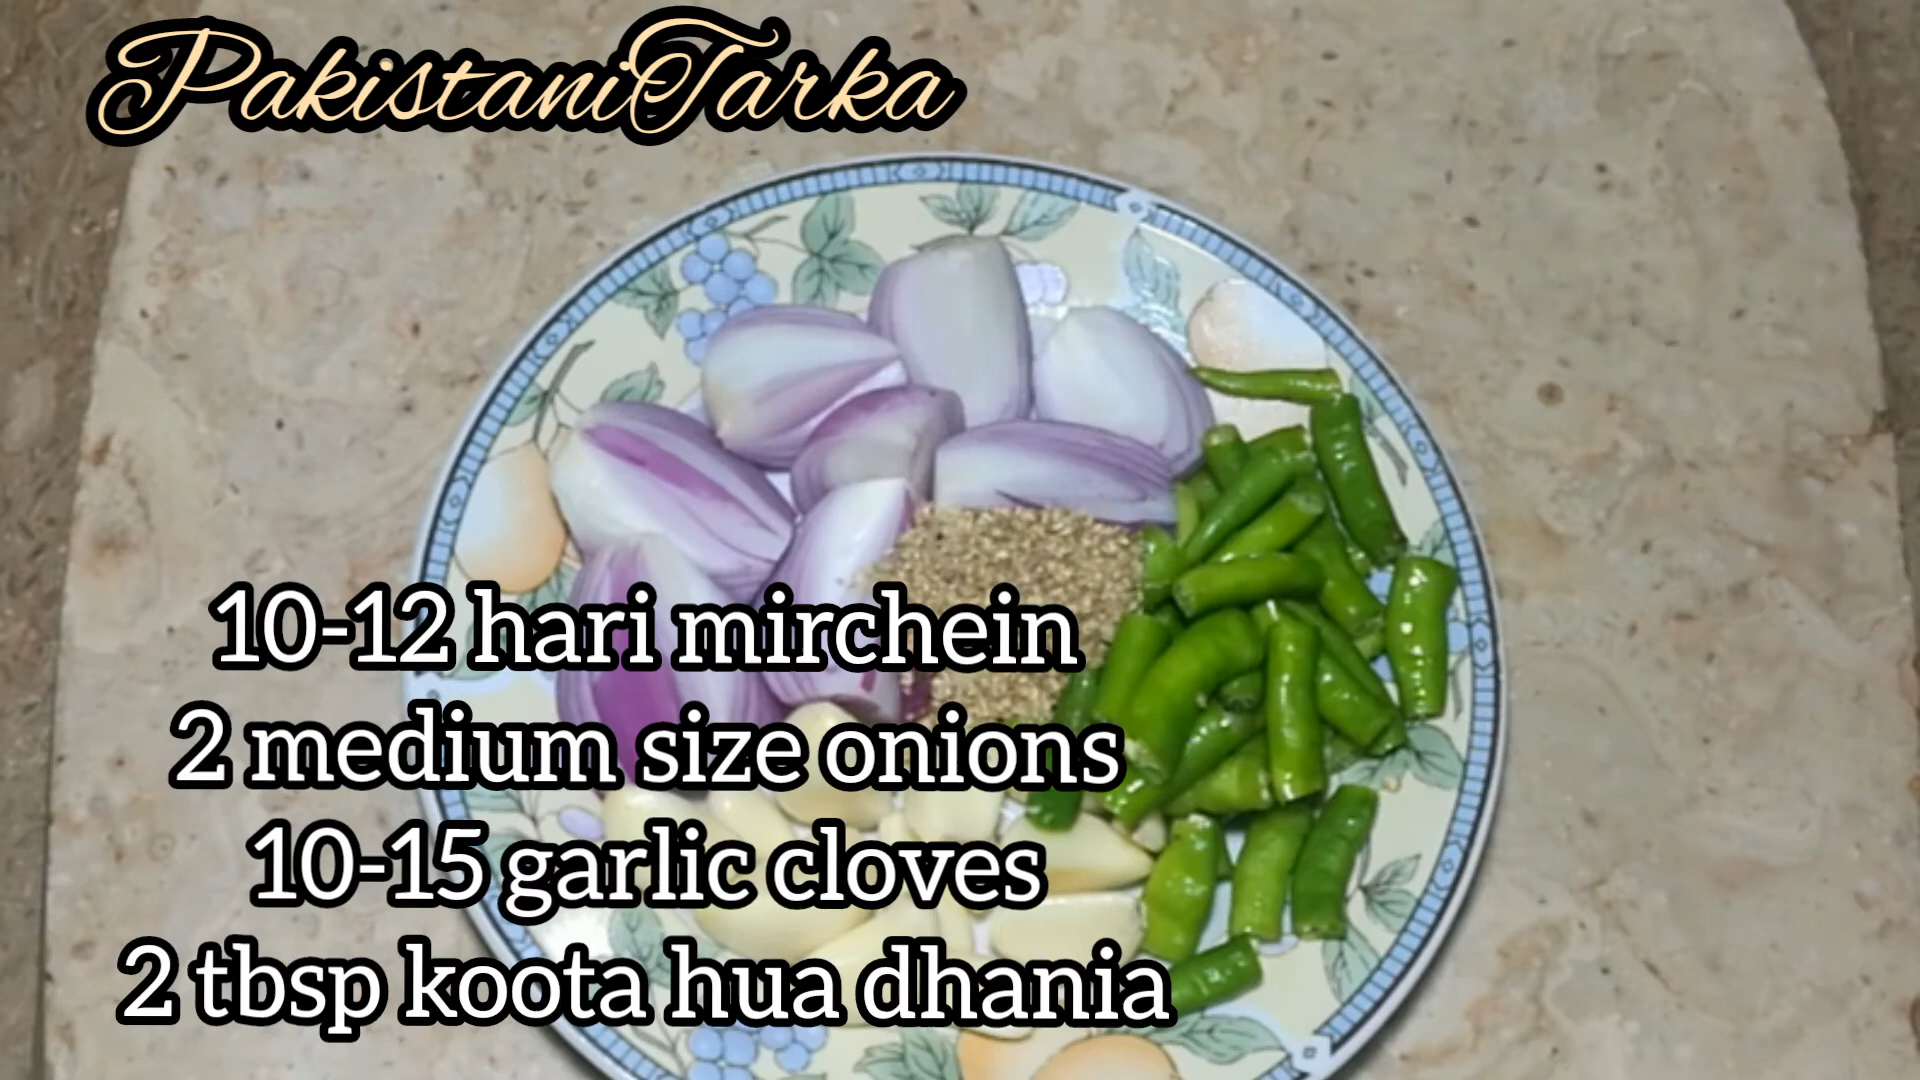 PakistaniTarka
10-12 hari mirchein
2 medium size onions
10-15 garlic cloves
2 tbsp koota hua dhania